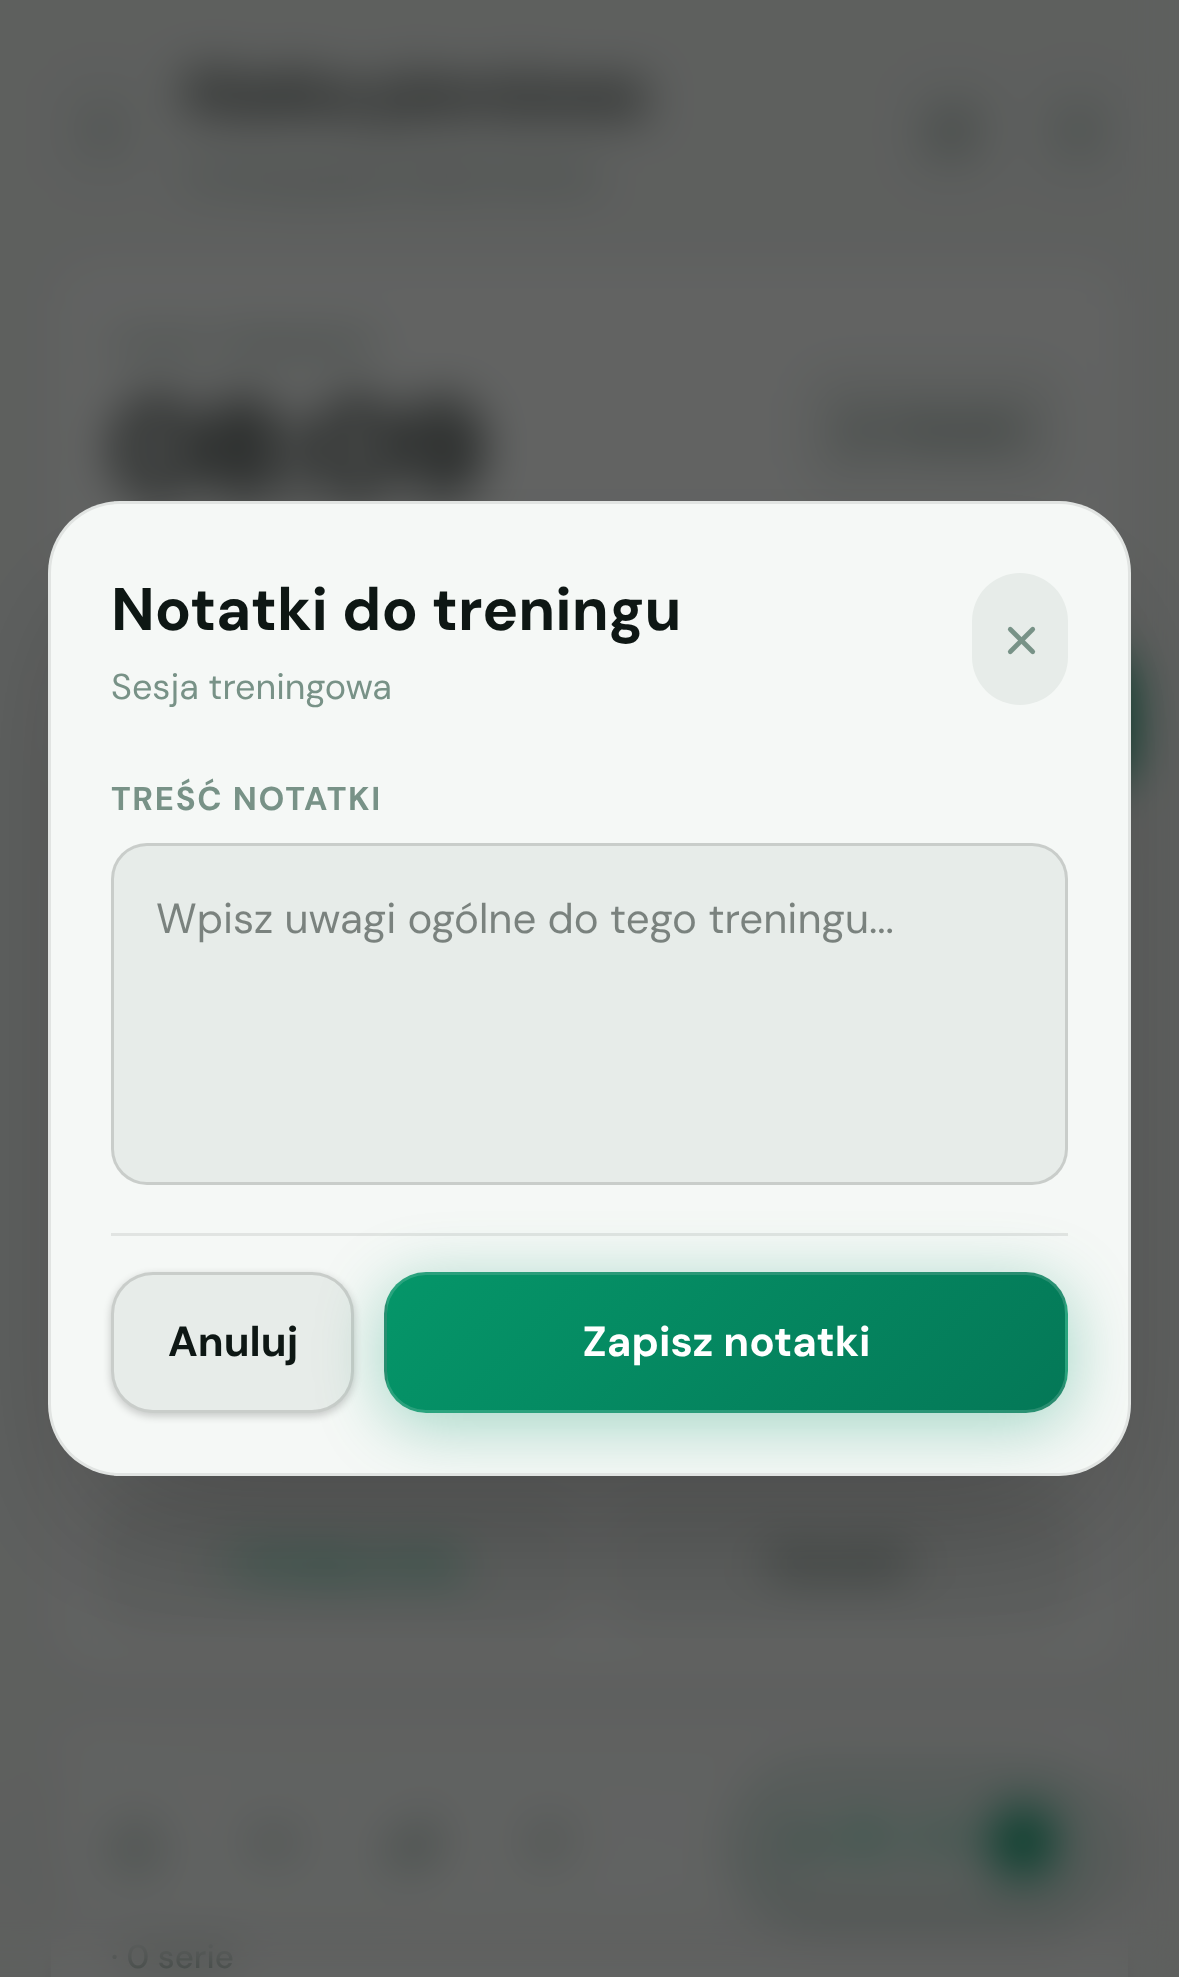 Notatki do treningu
Sesja treningowa
TREŚĆ NOTATKI
Wpisz uwagi ogólne do tego treningu...
Anuluj
Zapisz notatki
· 0 serie